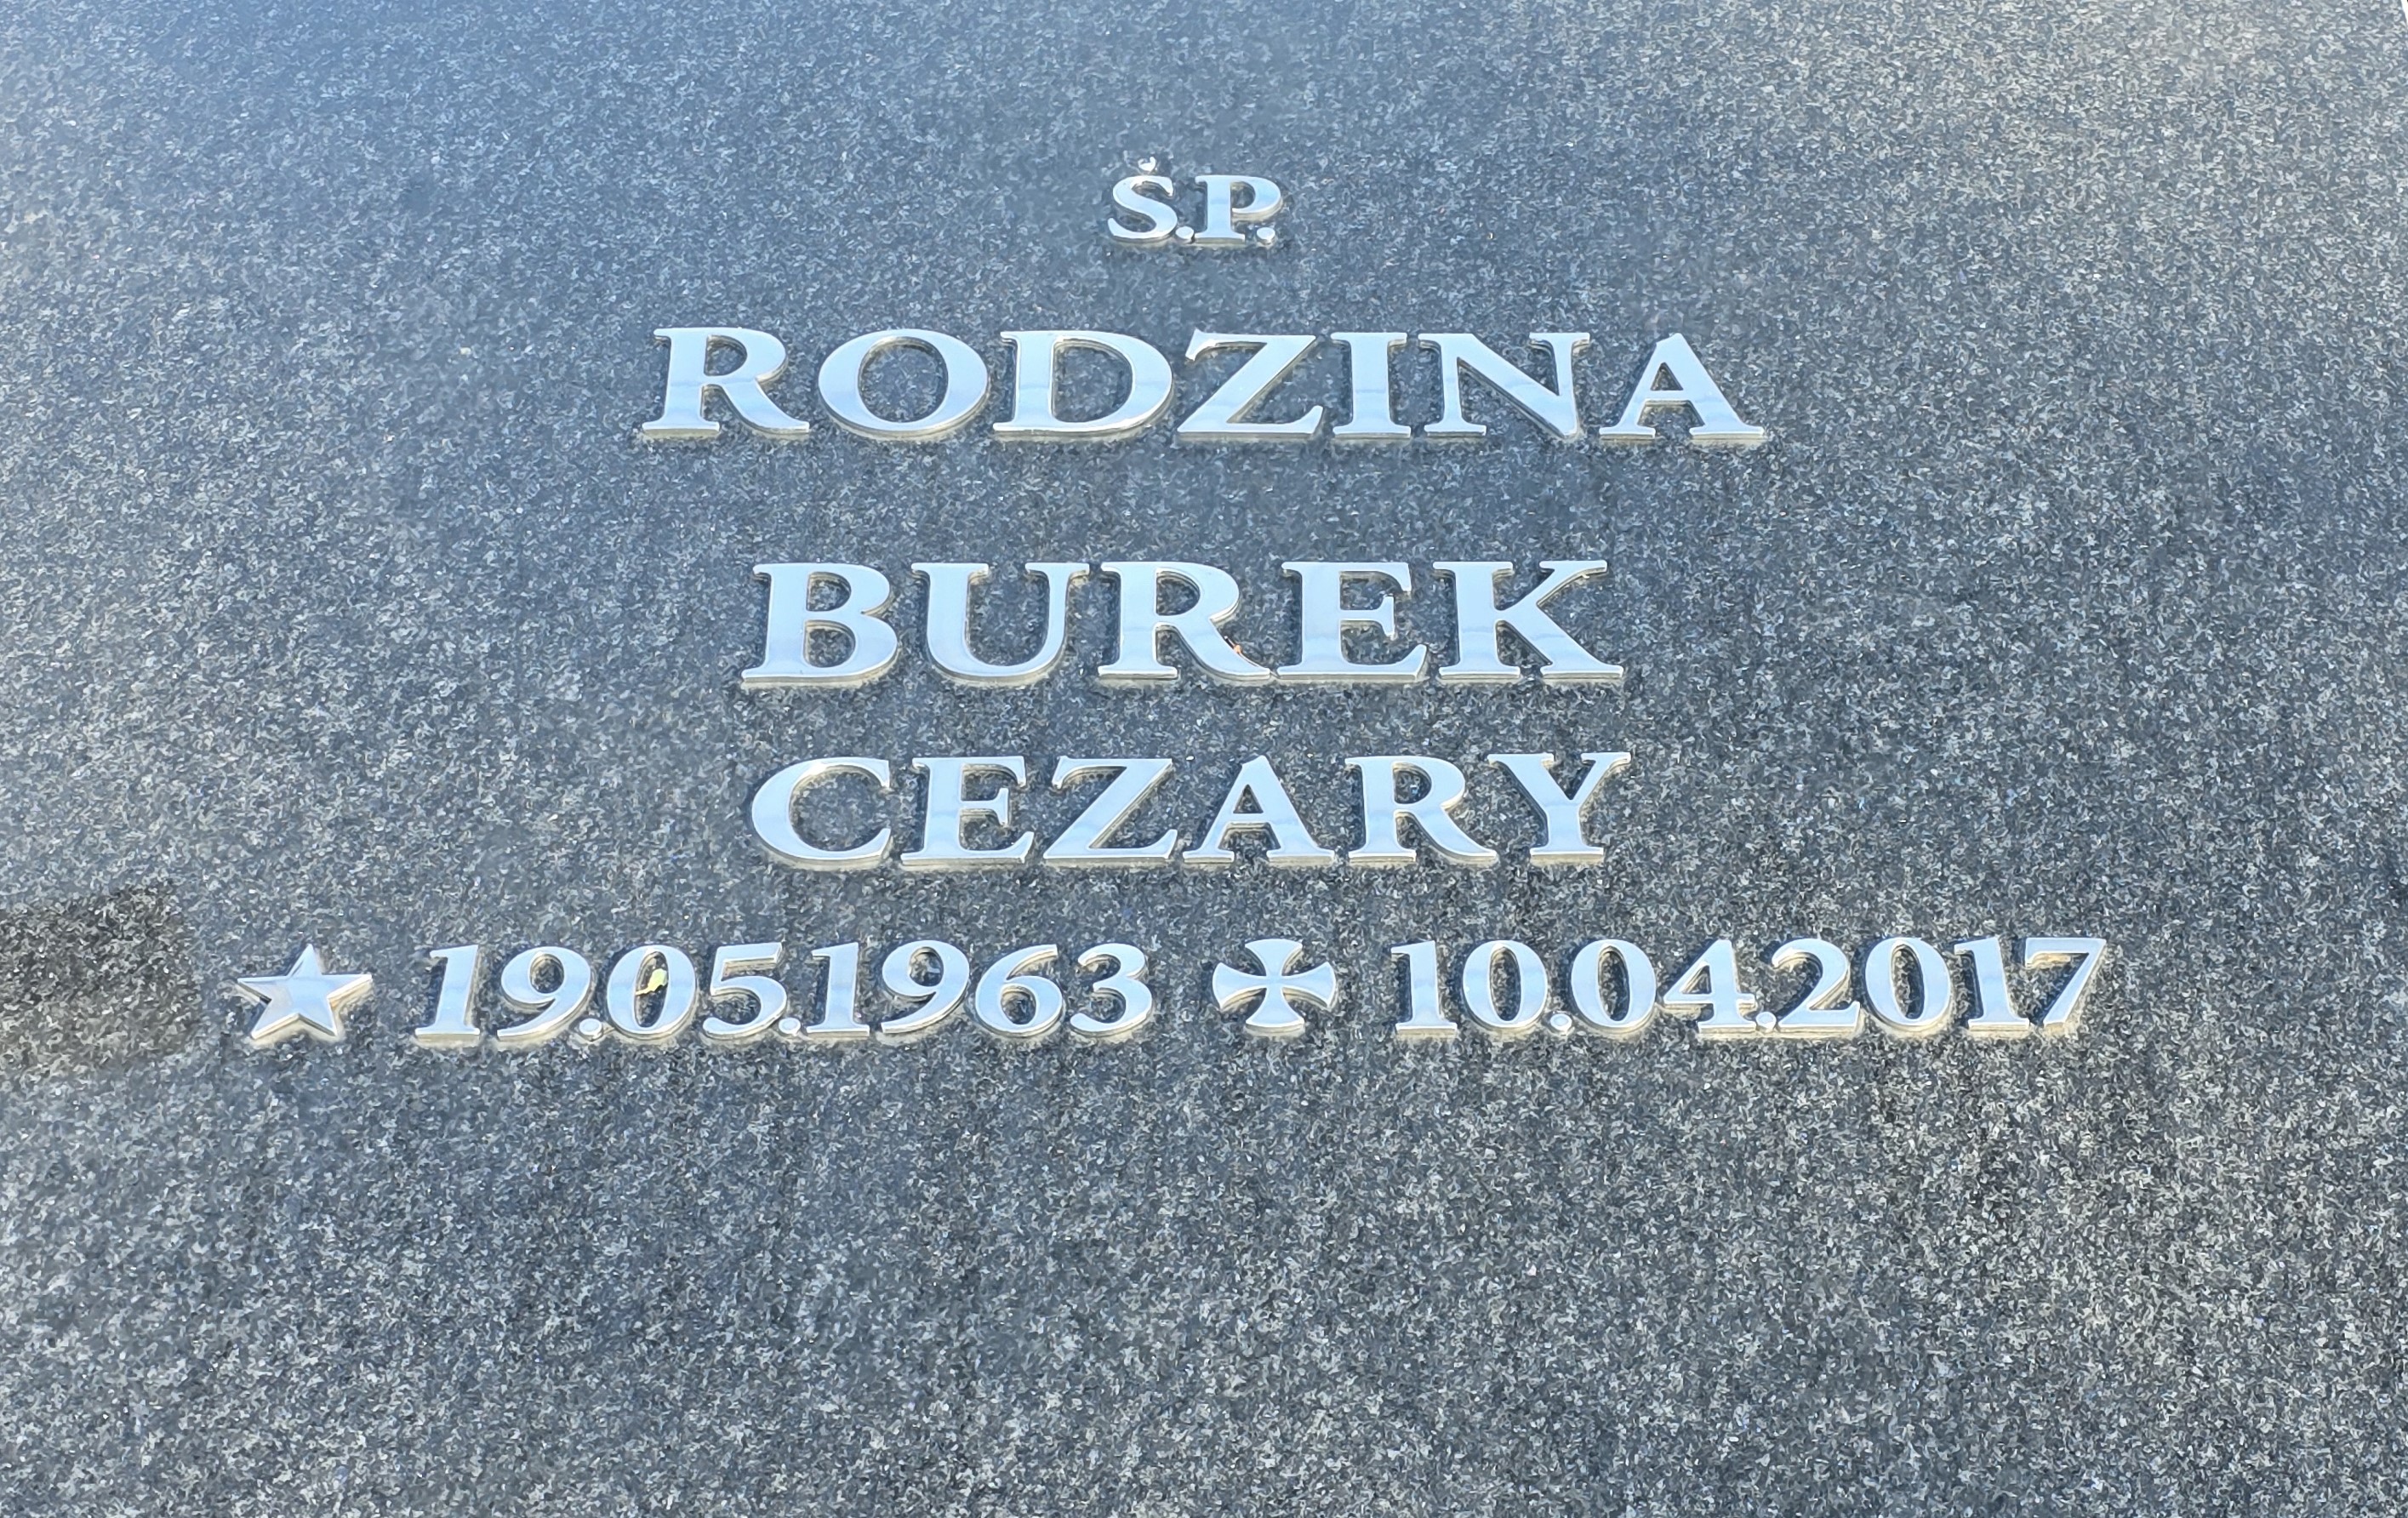 Ś.P.
RODZINA
BUREK
CEZARY
★ 19.05.1963 ✠ 10.04.2017